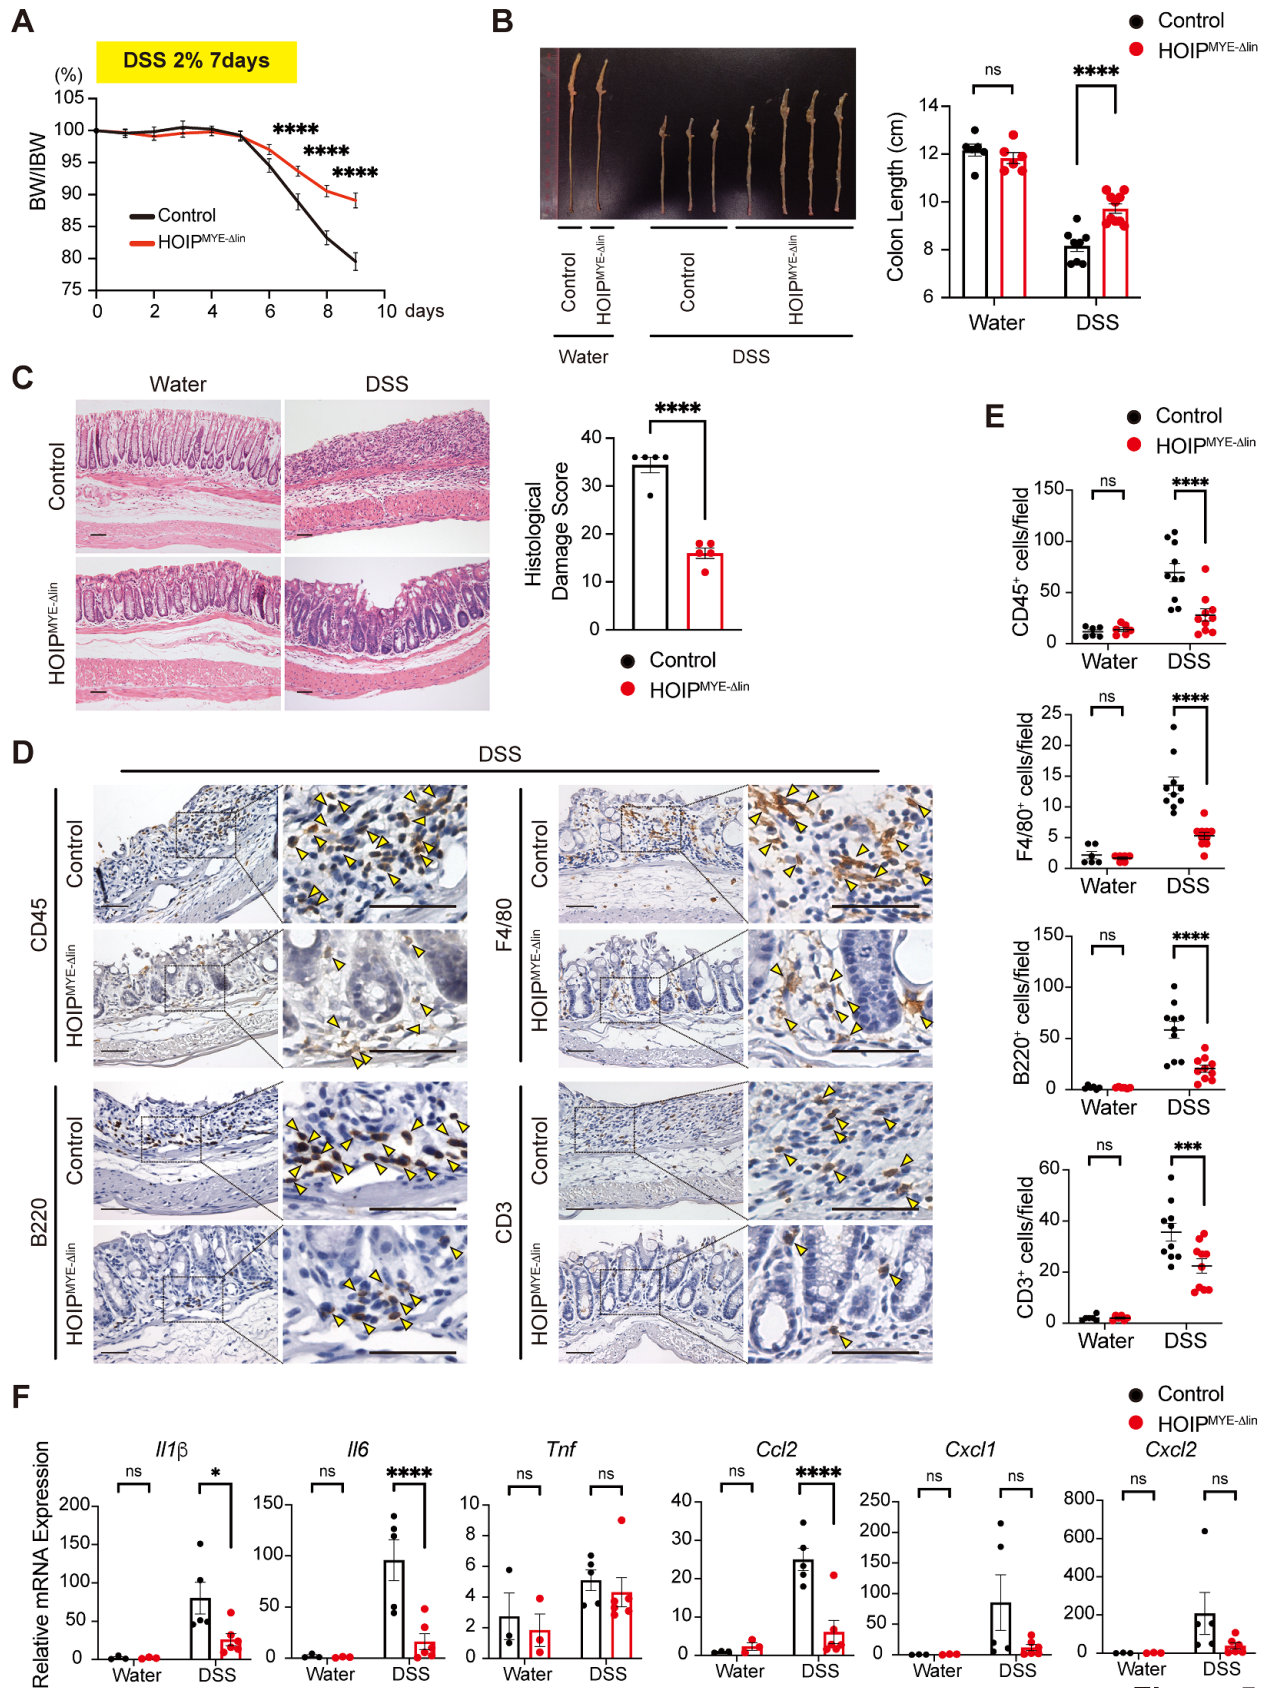 A
DSS 2% 7days
(%)
105
100
95
90
85
80
75
BW/IBW
****
****
****
Control
HOIPMYE-Δlin
0
2
4
6
8
10
days
B
Control
HOIPMYE-Δlin
Control
HOIPMYE-Δlin
Water
DSS
Control
HOIPMYE-Δlin
ns
****
14
12
10
8
6
Colon Length (cm)
Water
DSS
C
Water
DSS
Control
HOIPMYE-Δlin
****
40
30
20
10
0
Histological
Damage Score
Control
HOIPMYE-Δlin
D
DSS
CD45
Control
HOIPMYE-Δlin
F4/80
Control
HOIPMYE-Δlin
B220
Control
HOIPMYE-Δlin
CD3
Control
HOIPMYE-Δlin
E
Control
HOIPMYE-Δlin
ns
****
150
100
50
0
CD45+ cells/field
Water
DSS
ns
****
25
20
15
10
5
0
F4/80+ cells/field
Water
DSS
ns
****
150
100
50
0
B220+ cells/field
Water
DSS
ns
***
60
40
20
0
CD3+ cells/field
Water
DSS
F
Control
HOIPMYE-Δlin
Relative mRNA Expression
Il1β
ns
*
200
150
100
50
0
Water
DSS
Il6
ns
****
150
100
50
0
Water
DSS
Tnf
ns
ns
10
8
6
4
2
0
Water
DSS
Ccl2
ns
****
40
30
20
10
0
Water
DSS
Cxcl1
ns
ns
250
200
150
100
50
0
Water
DSS
Cxcl2
ns
ns
800
600
400
200
0
Water
DSS